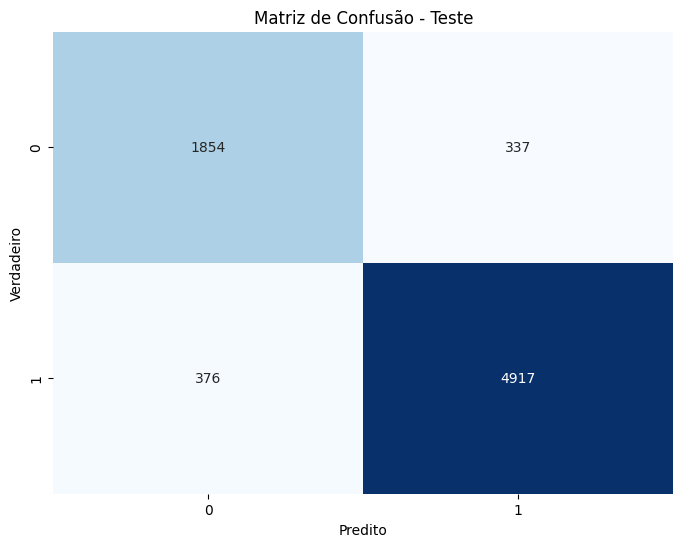 Matriz de Confusão - Teste
0
1854
337
Verdadeiro
1
376
4917
0
1
Predito